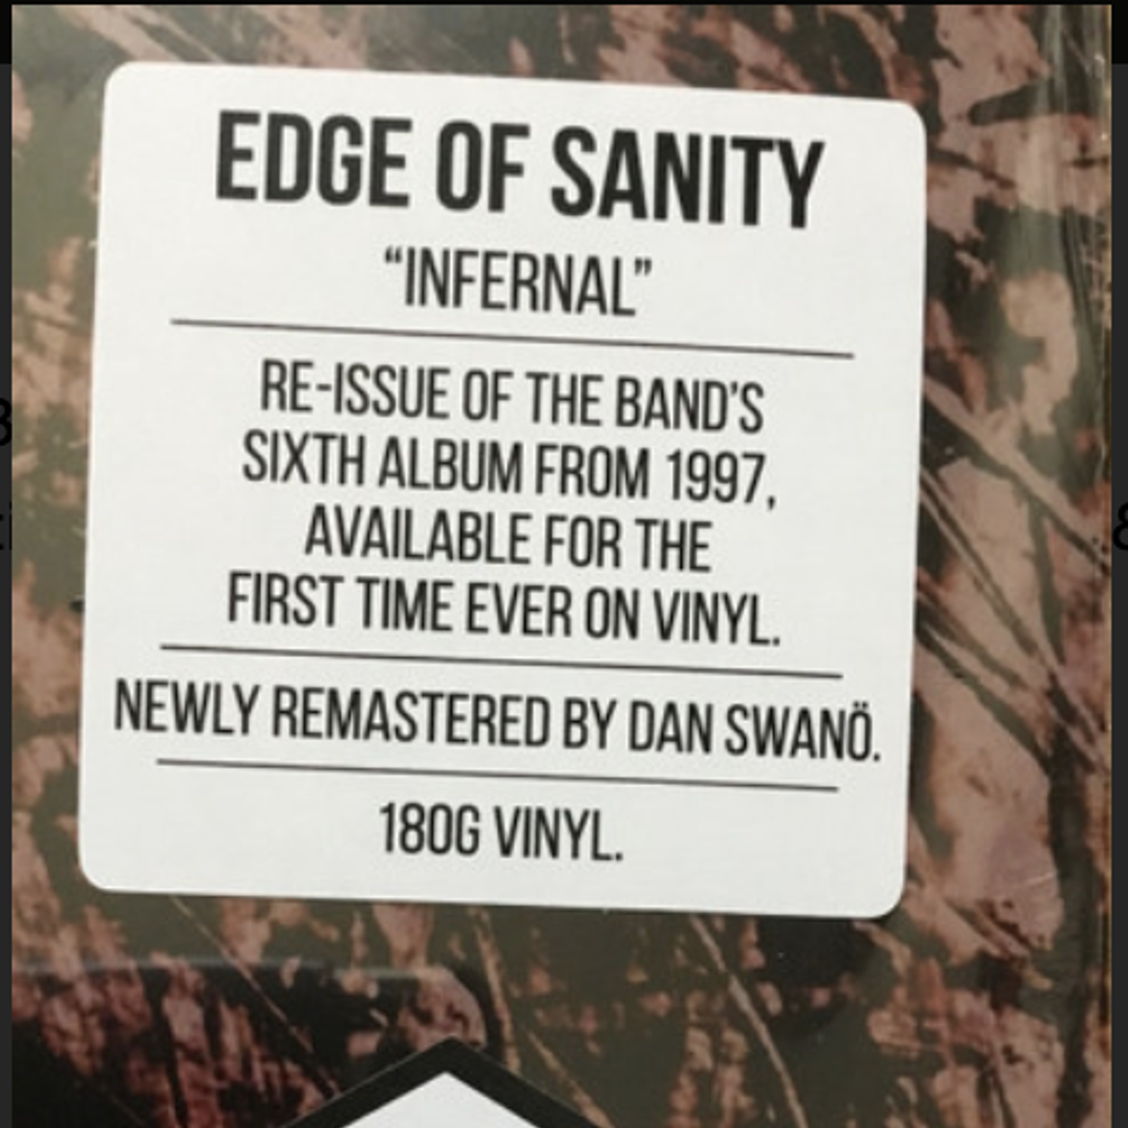 EDGE OF SANITY
“INFERNAL”
RE-ISSUE OF THE BAND'S
SIXTH ALBUM FROM 1997,
AVAILABLE FOR THE
FIRST TIME EVER ON VINYL.
NEWLY REMASTERED BY DAN SWANÖ.
180G VINYL.